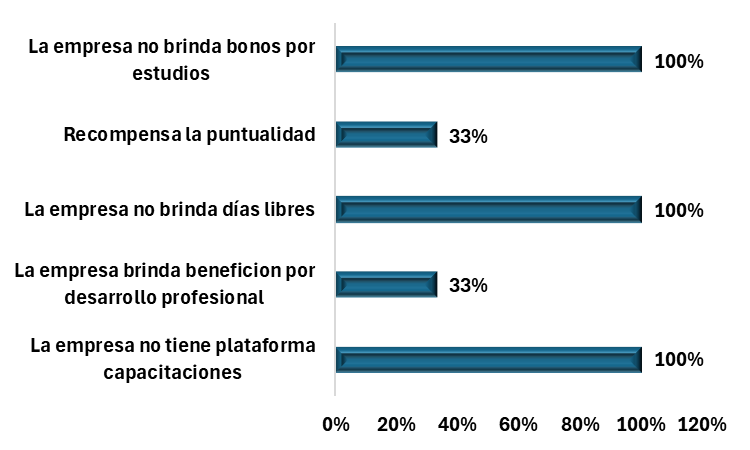 La empresa no brinda bonos por
estudios
100%
Recompensa la puntualidad
33%
La empresa no brinda días libres
100%
La empresa brinda beneficion por
desarrollo profesional
33%
La empresa no tiene plataforma
capacitaciones
100%
0% 20% 40% 60% 80% 100% 120%